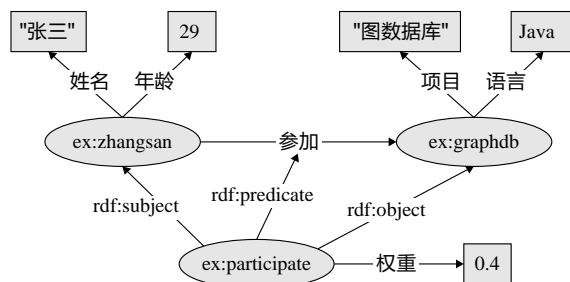 "张三"
29
"图数据库"
Java
姓名
年龄
项目
语言
ex:zhangsan
参加
ex:graphdb
rdf:subject
rdf:predicate
rdf:object
ex:participate
权重
0.4